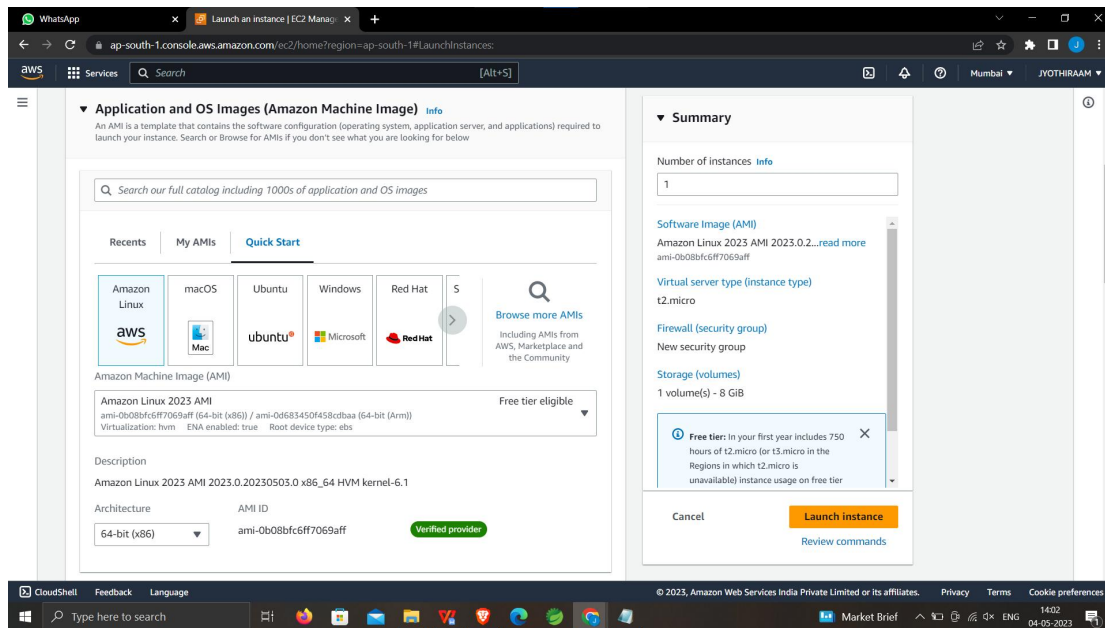 WhatsApp
Launch an instance | EC2 Manage
ap-south-1.console.aws.amazon.com/ec2/home?region=ap-south-1#LaunchInstances:
aws
Services
Search
[Alt+S]
Mumbai
JYOTHIRAAM
Application and OS Images (Amazon Machine Image) Info
An AMI is a template that contains the software configuration (operating system, application server, and applications) required to
launch your instance. Search or Browse for AMIs if you don't see what you are looking for below
Search our full catalog including 1000s of application and OS images
Recents
My AMIs
Quick Start
Amazon
Linux
aws
macOS
Mac
Ubuntu
ubuntu®
Windows
Microsoft
Red Hat
Red Hat
S
Browse more AMIs
Including AMIs from
AWS, Marketplace and
the Community
Amazon Machine Image (AMI)
Amazon Linux 2023 AMI
Free tier eligible
ami-0b08bfc6ff7069aff (64-bit (x86)) / ami-0d683450f458cdbaa (64-bit (Arm))
Virtualization: hvm ENA enabled: true Root device type: ebs
Description
Amazon Linux 2023 AMI 2023.0.20230503.0 x86_64 HVM kernel-6.1
Architecture
AMI ID
64-bit (x86)
ami-0b08bfc6ff7069aff
Verified provider
Summary
Number of instances Info
1
Software Image (AMI)
Amazon Linux 2023 AMI 2023.0.2...read more
ami-0b08bfc6ff7069aff
Virtual server type (instance type)
t2.micro
Firewall (security group)
New security group
Storage (volumes)
1 volume(s) - 8 GiB
Free tier: In your first year includes 750
hours of t2.micro (or t3.micro in the
Regions in which t2.micro is
unavailable) instance usage on free tier
Cancel
Launch instance
Review commands
CloudShell
Feedback
Language
© 2023, Amazon Web Services India Private Limited or its affiliates.
Privacy
Terms
Cookie preferences
Type here to search
Market Brief
ENG
14:02
04-05-2023